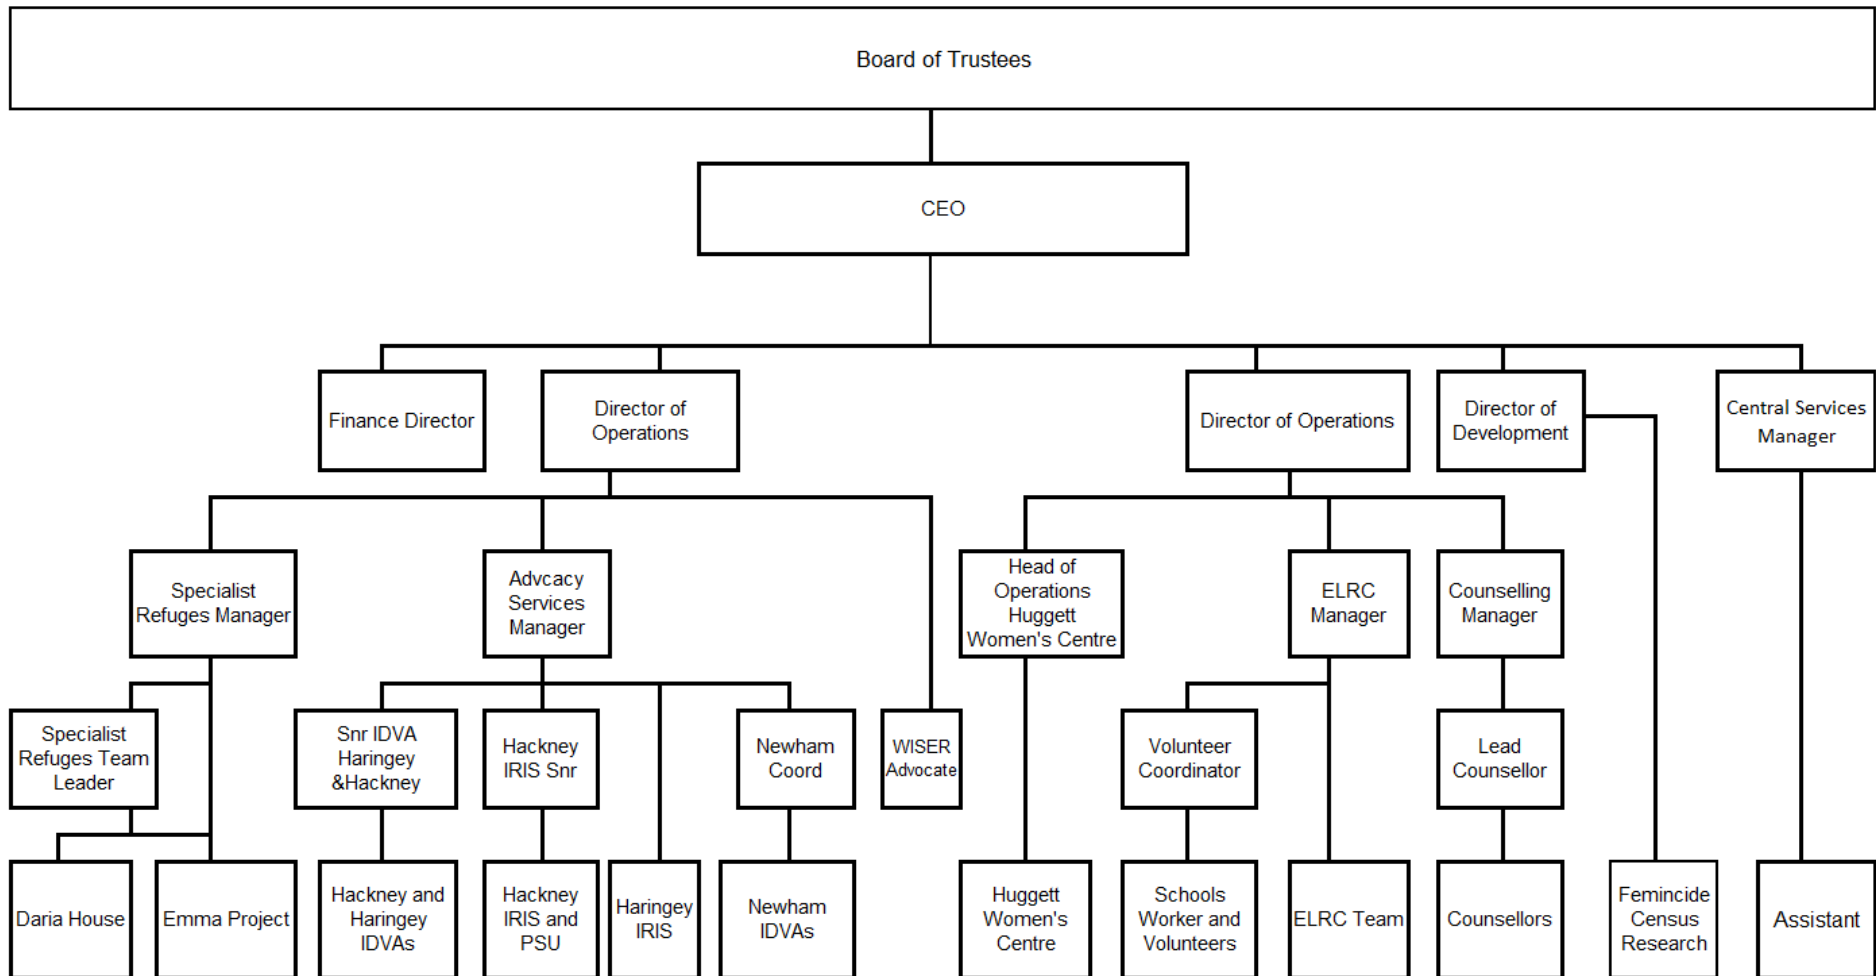 Board of Trustees
CEO
Finance Director
Director of
Operations
Director of Operations
Director of
Development
Central Services
Manager
Specialist
Refuges Manager
Advcacy
Services
Manager
Head of
Operations
Huggett
Women's Centre
ELRC
Manager
Counselling
Manager
Specialist
Refuges Team
Leader
Snr IDVA
Haringey
&Hackney
Hackney
IRIS Snr
Newham
Coord
WISER
Advocate
Volunteer
Coordinator
Lead
Counsellor
Daria House
Emma Project
Hackney and
Haringey
IDVAs
Hackney
IRIS and
PSU
Haringey
IRIS
Newham
IDVAs
Huggett
Women's
Centre
Schools
Worker and
Volunteers
ELRC Team
Counsellors
Femincide
Census
Research
Assistant